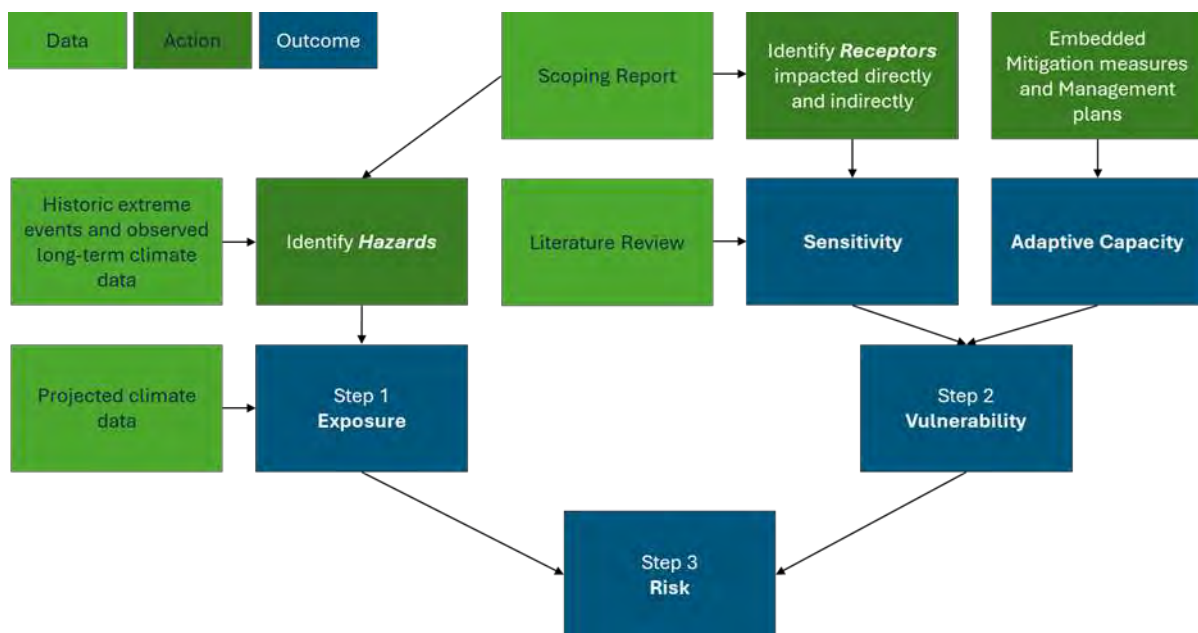 Data
Action
Outcome
Scoping Report
Identify Receptors
impacted directly
and indirectly
Embedded
Mitigation measures
and Management
plans
Historic extreme
events and observed
long-term climate
data
Identify Hazards
Literature Review
Sensitivity
Adaptive Capacity
Projected climate
data
Step 1
Exposure
Step 2
Vulnerability
Step 3
Risk